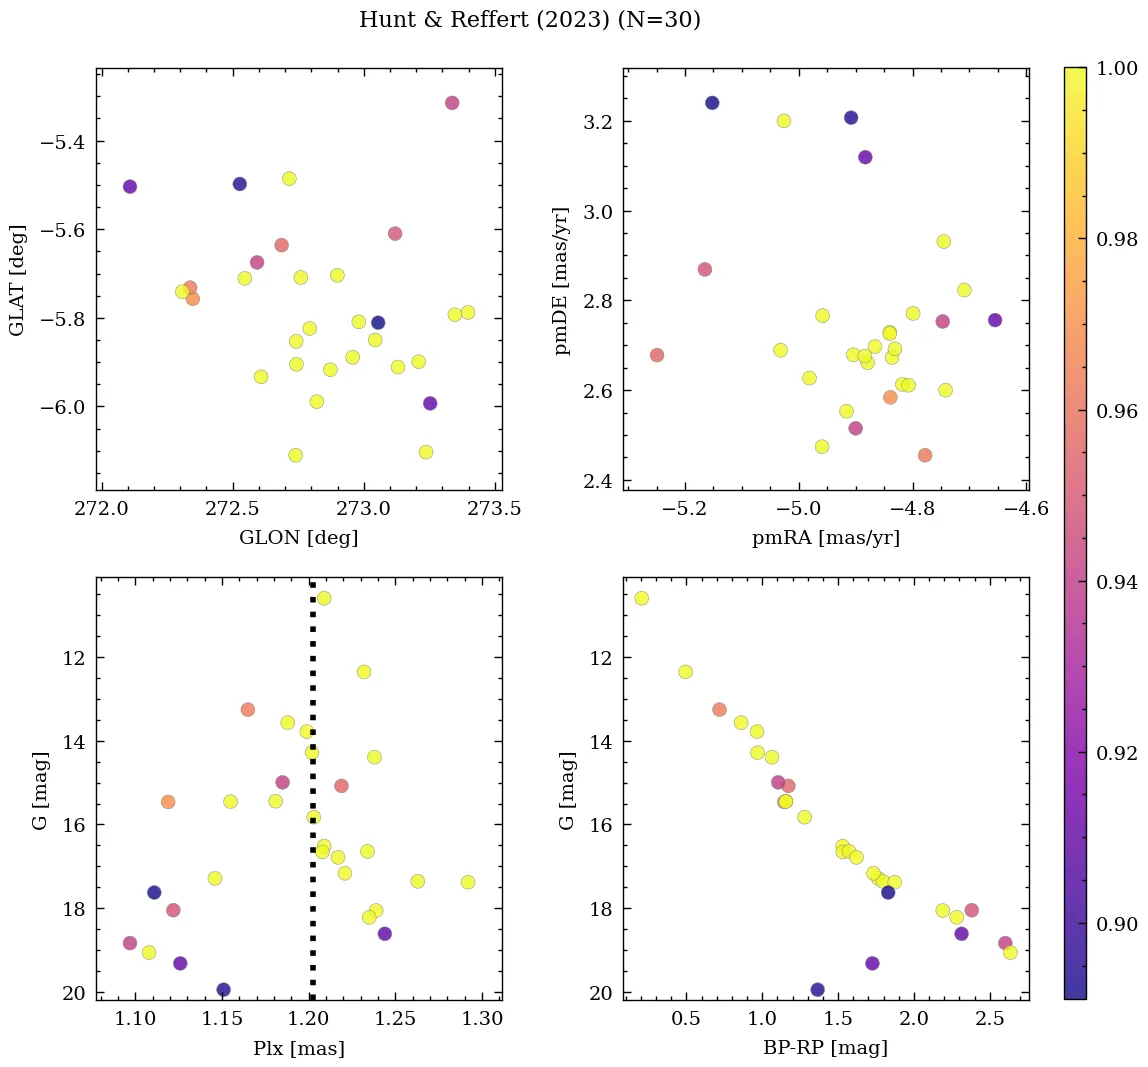 Hunt & Reffert (2023) (N=30)
−5.4
−5.6
−5.8
−6.0
GLAT [deg]
272.0 272.5 273.0 273.5
GLON [deg]
3.2
3.0
2.8
2.6
2.4
pmDE [mas/yr]
−5.2 −5.0 −4.8 −4.6
pmRA [mas/yr]
12
14
16
18
20
G [mag]
1.10 1.15 1.20 1.25 1.30
Plx [mas]
12
14
16
18
20
G [mag]
0.5 1.0 1.5 2.0 2.5
BP-RP [mag]
1.00
0.98
0.96
0.94
0.92
0.90